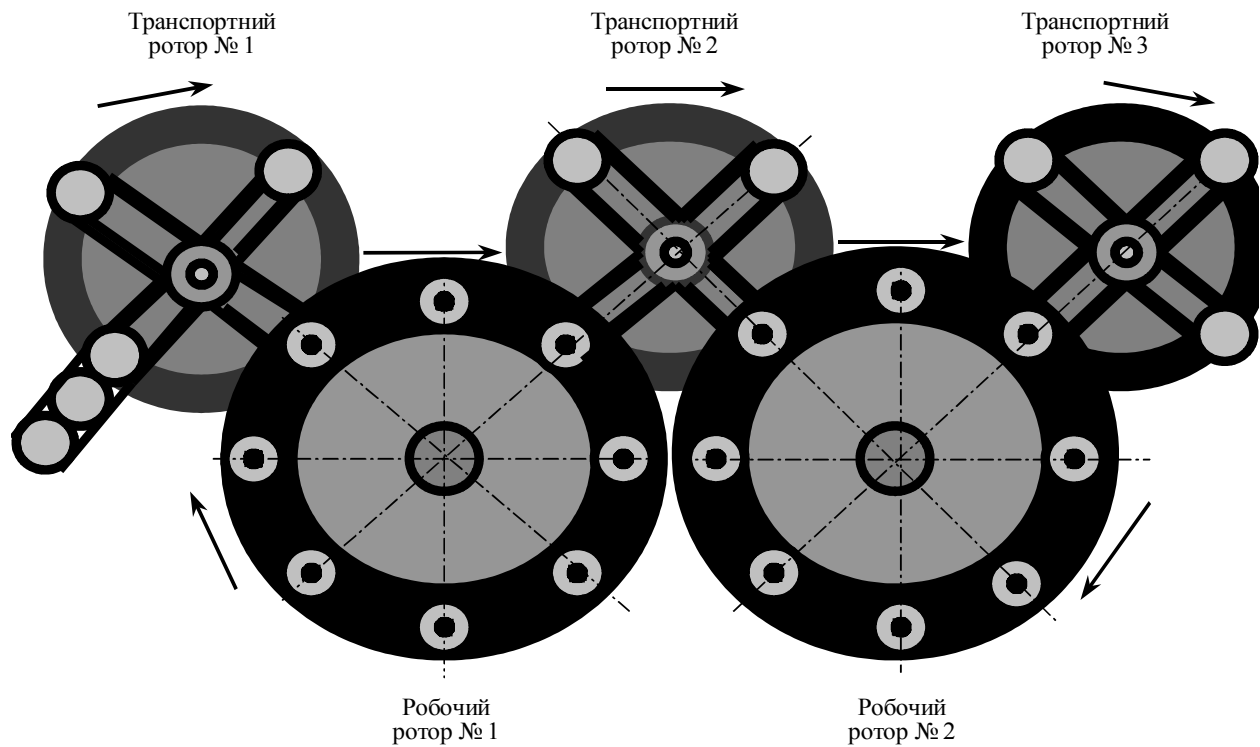 Транспортний
ротор № 1
Транспортний
ротор № 2
Транспортний
ротор № 3
Робочий
ротор № 1
Робочий
ротор № 2